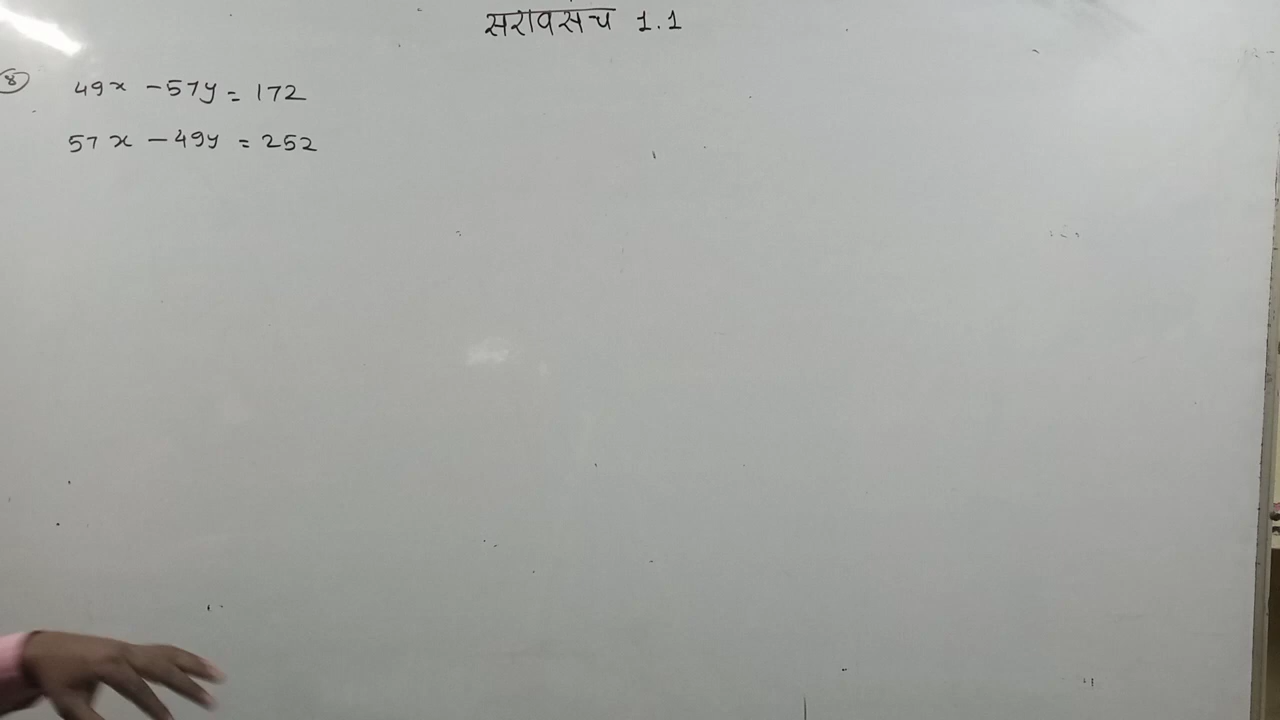 सरावसंच 1.1
8 49x - 57y = 172
57x - 49y = 252